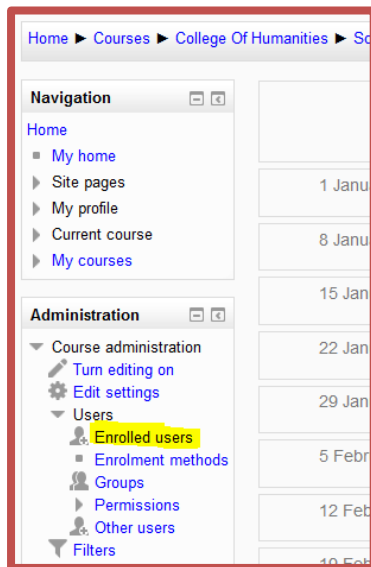 Home ► Courses ► College Of Humanities ►
Navigation
Home
My home
Site pages
My profile
Current course
My courses
Administration
Course administration
Turn editing on
Edit settings
Users
Enrolled users
Enrolment methods
Groups
Permissions
Other users
Filters
1 Janu
8 Janu
15 Jan
22 Jan
29 Jan
5 Febr
12 Feb